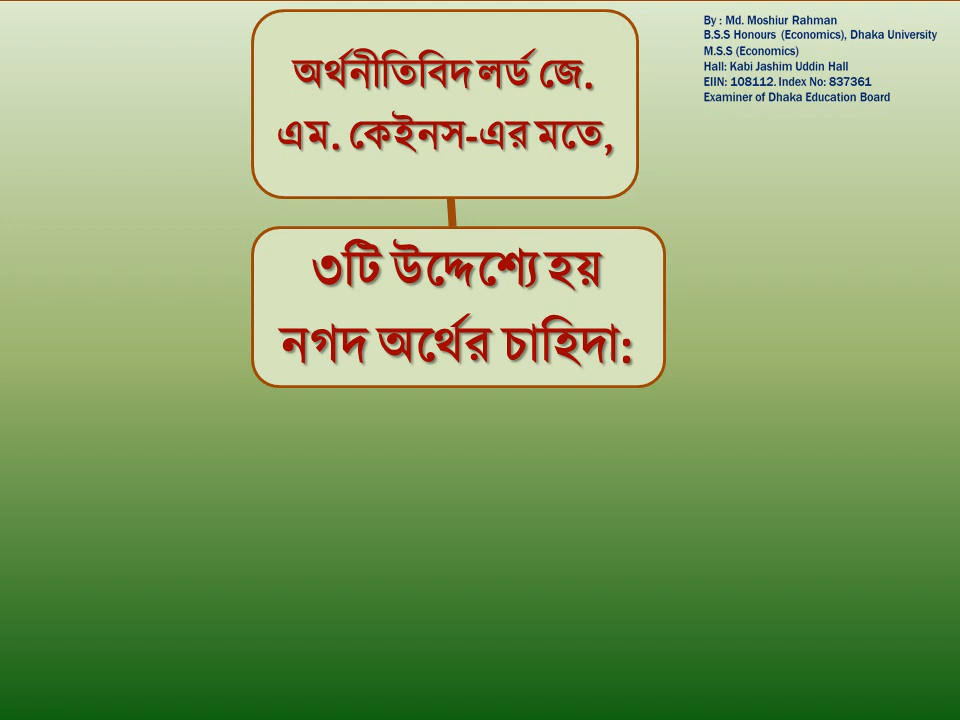 অর্থনীতিবিদ লর্ড জে.
এম. কেইনস-এর মতে,
৩টি উদ্দেশ্যে হয়
নগদ অর্থের চাহিদা:
By : Md. Moshiur Rahman
B.S.S Honours (Economics), Dhaka University
M.S.S (Economics)
Hall: Kabi Jashim Uddin Hall
EIIN: 108112. Index No: 837361
Examiner of Dhaka Education Board